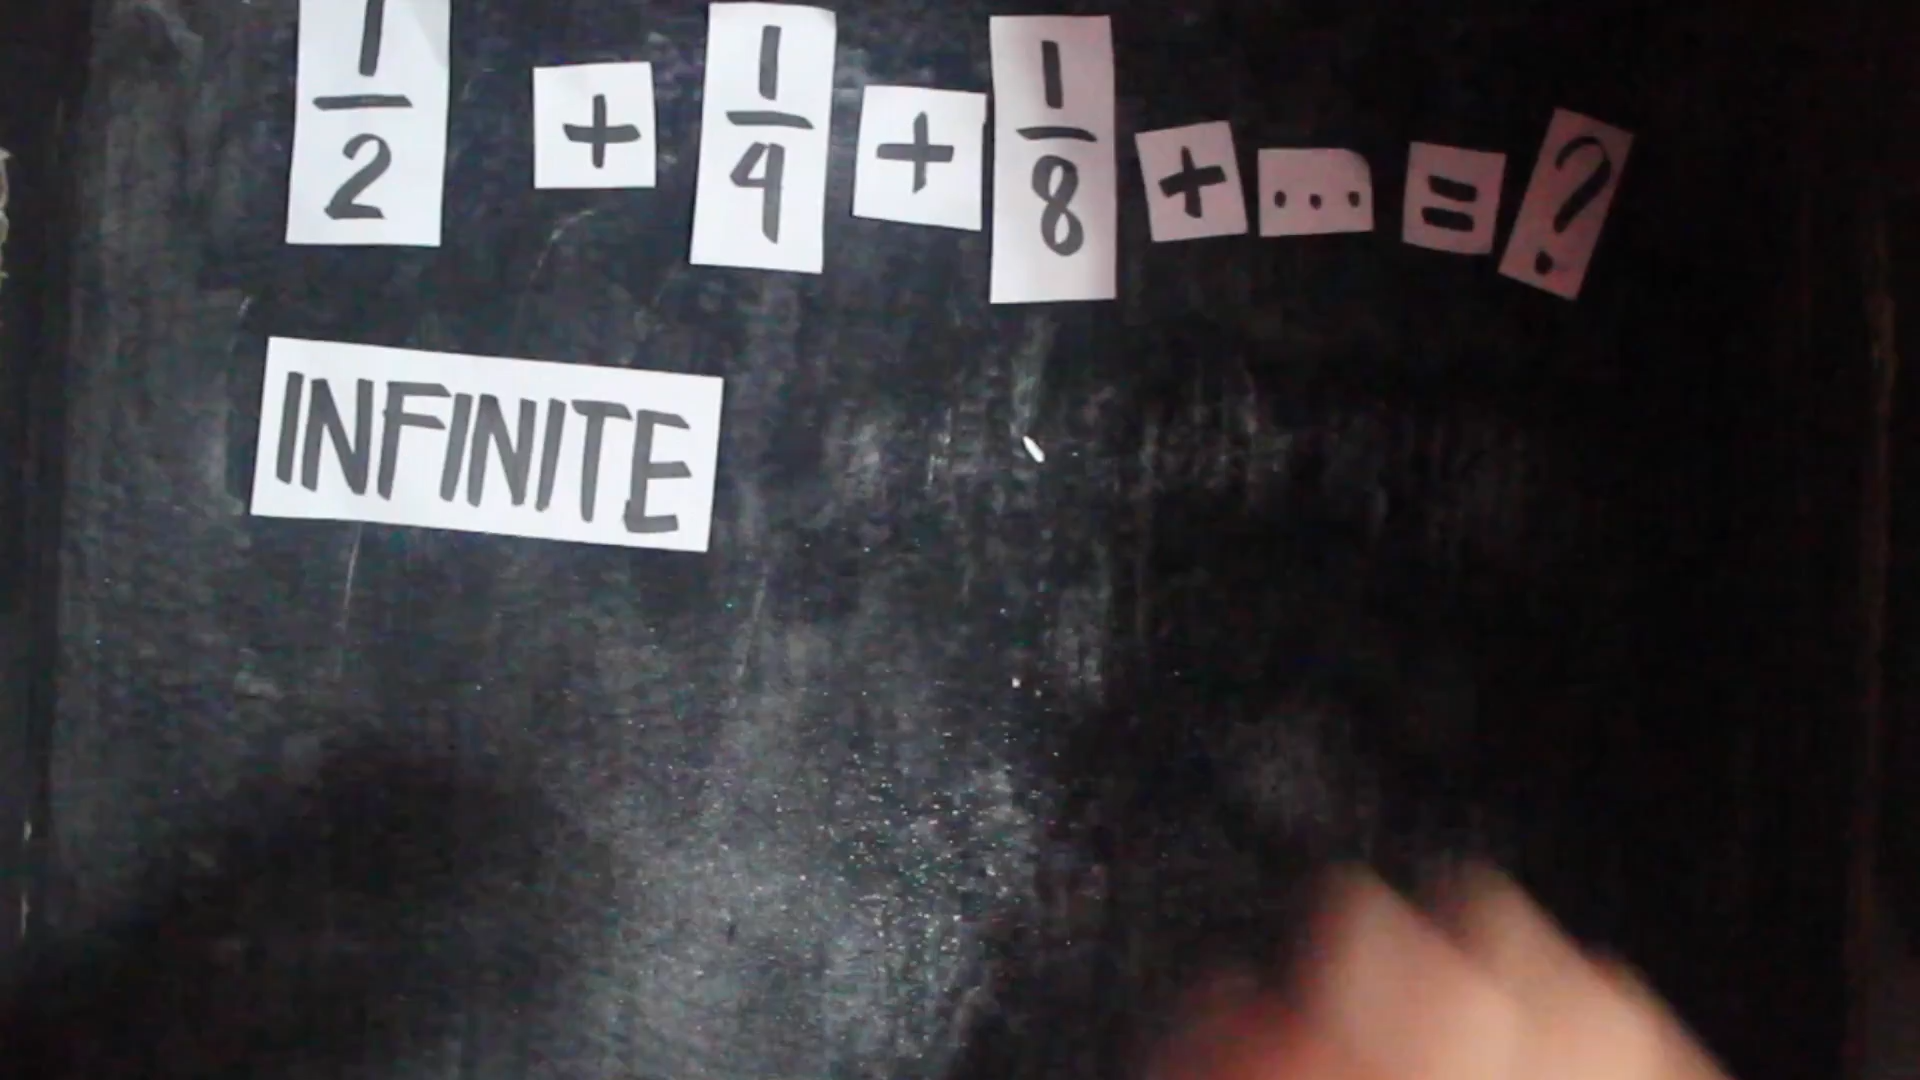 1/2 + 1/4 + 1/8 + ... = ?
INFINITE